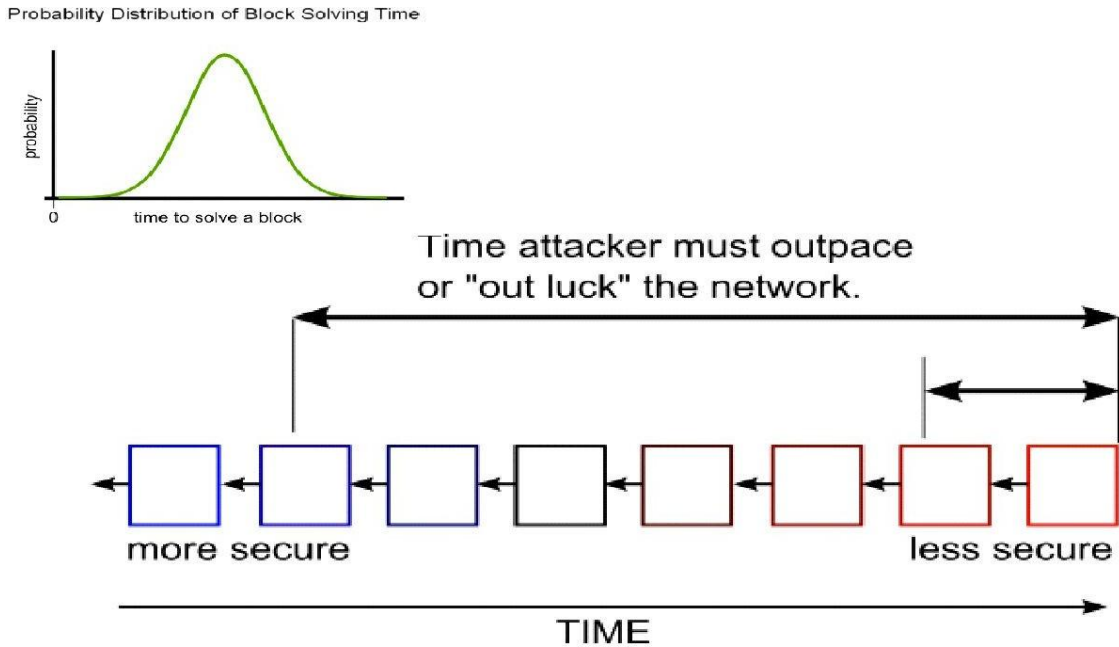 Probability Distribution of Block Solving Time
probability
0
time to solve a block
Time attacker must outpace
or "out luck" the network.
more secure
less secure
TIME